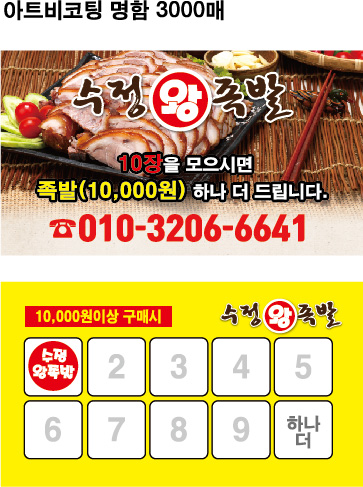 아트비코팅 명함 3000매
수정 왕 족발
10장을 모으시면
족발(10,000원) 하나 더 드립니다.
☎010-3206-6641
10,000원이상 구매시
수정 왕 족발
수정
왕족발
2 3 4 5
6 7 8 9 하나
더